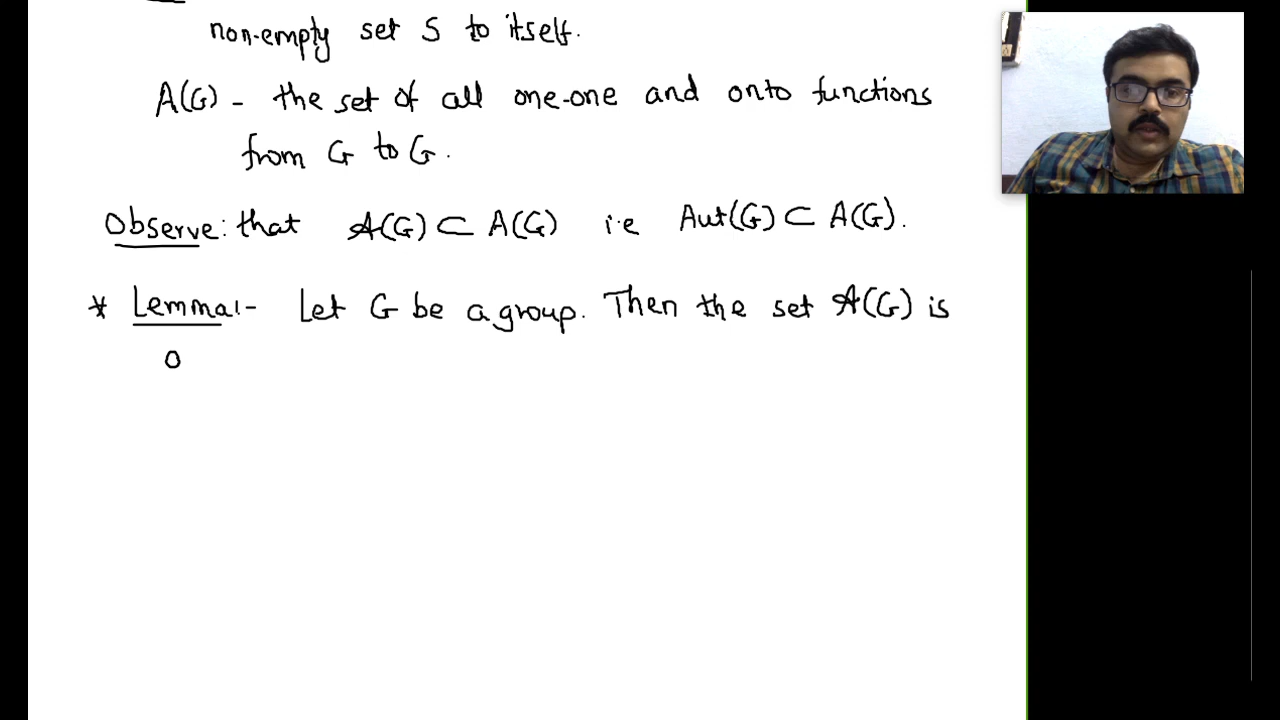 non-empty set S to itself.
A(G) - the set of all one-one and onto functions
from G to G.
Observe: that 𝒜(G) ⊂ A(G) i.e Aut(G) ⊂ A(G).
* Lemma:- Let G be a group. Then the set 𝒜(G) is
a